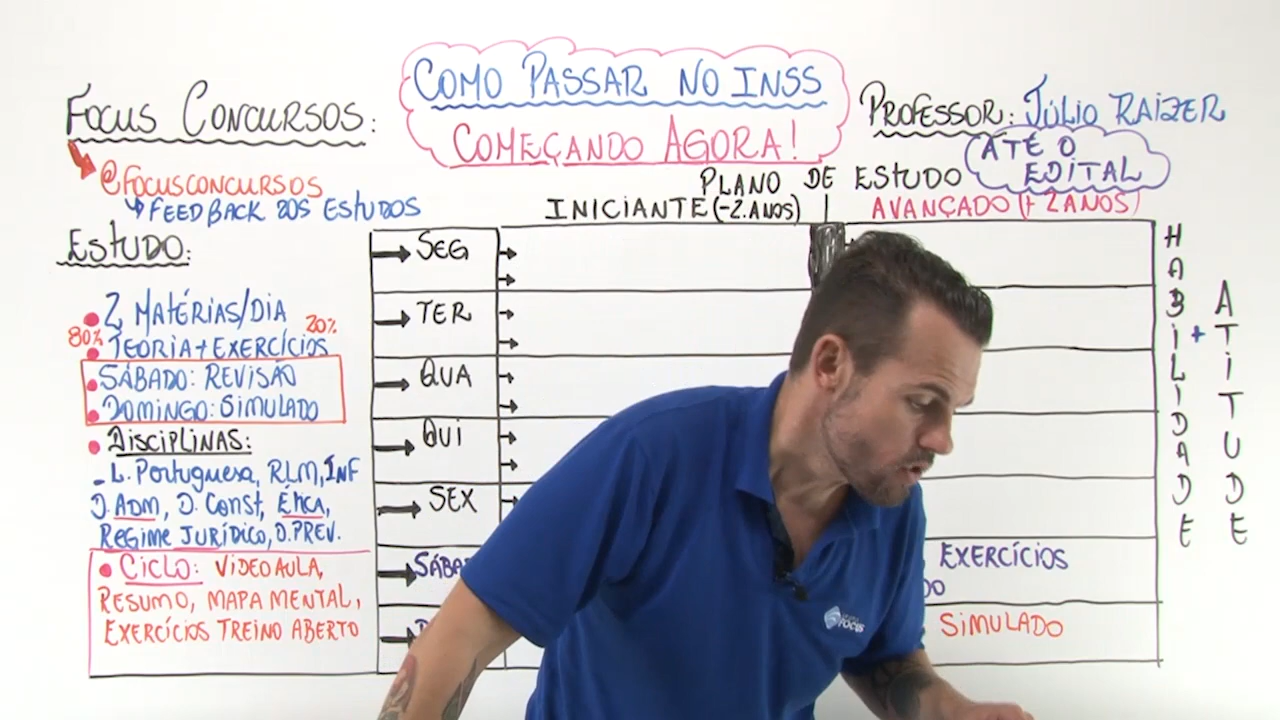 COMO PASSAR NO INSS
COMEÇANDO AGORA!
FOCUS CONCURSOS:
@FOCUSCONCURSOS
FEEDBACK DOS ESTUDOS
PROFESSOR: JÚLIO RAIZER
ATÉ O
EDITAL
PLANO DE ESTUDO
INICIANTE (-2 ANOS)
AVANÇADO (+ 2 ANOS)
ESTUDO:
2 MATÉRIAS/DIA
80% 20%
TEORIA + EXERCÍCIOS
SÁBADO: REVISÃO
DOMINGO: SIMULADO
DISCIPLINAS:
- L. PORTUGUESA, RLM, INF
D. ADM, D. CONST, ÉTICA,
REGIME JURÍDICO, D. PREV.
CICLO: VIDEOAULA,
RESUMO, MAPA MENTAL,
EXERCÍCIOS TREINO ABERTO
SEG
TER
QUA
QUI
SEX
EXERCÍCIOS
SIMULADO
HABILIDADE
+
ATITUDE
FOCUS